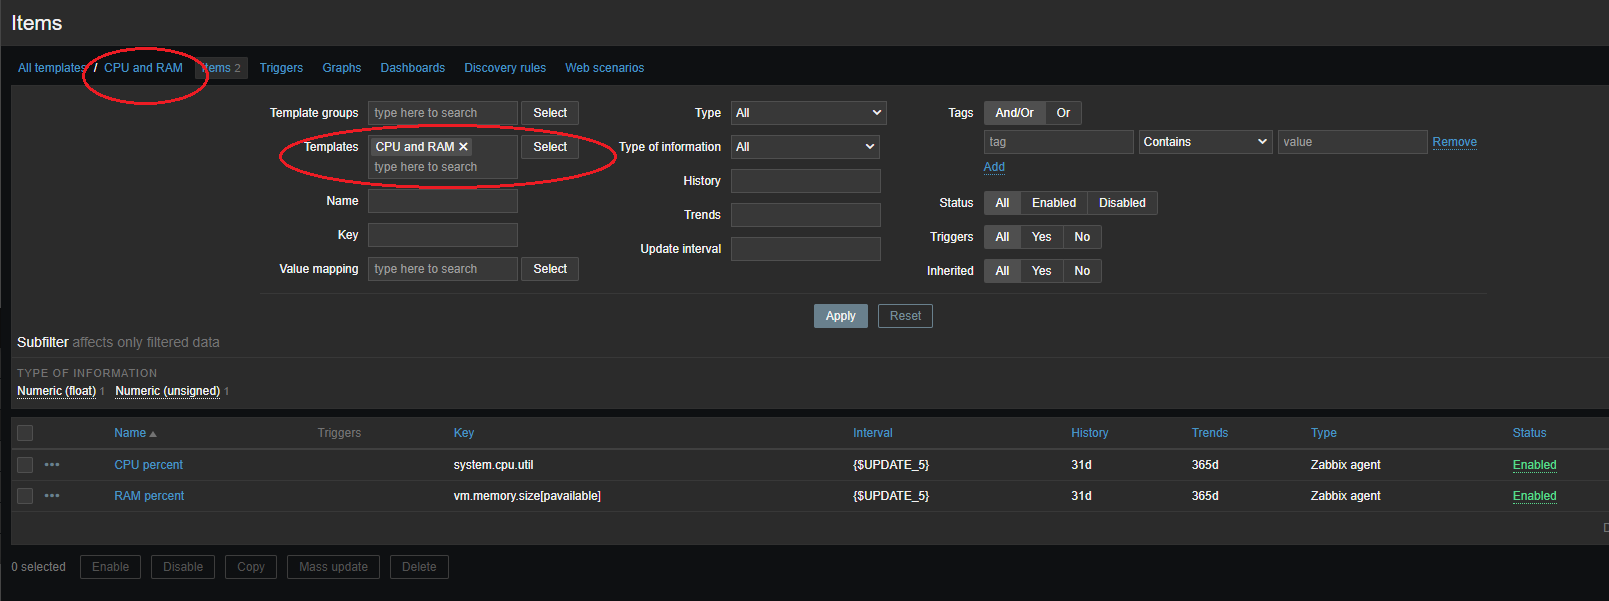 Items
All templates / CPU and RAM Items 2 Triggers Graphs Dashboards Discovery rules Web scenarios
Template groups type here to search Select Type All Tags And/Or Or
Templates CPU and RAM ✕ Select Type of information All tag Contains value Remove
type here to search Add
History
Name Trends Status All Enabled Disabled
Key Update interval Triggers All Yes No
Value mapping type here to search Select Inherited All Yes No
Apply Reset
Subfilter affects only filtered data
TYPE OF INFORMATION
Numeric (float) 1 Numeric (unsigned) 1
Name Triggers Key Interval History Trends Type Status
••• CPU percent system.cpu.util {$UPDATE_5} 31d 365d Zabbix agent Enabled
••• RAM percent vm.memory.size[pavailable] {$UPDATE_5} 31d 365d Zabbix agent Enabled
0 selected Enable Disable Copy Mass update Delete